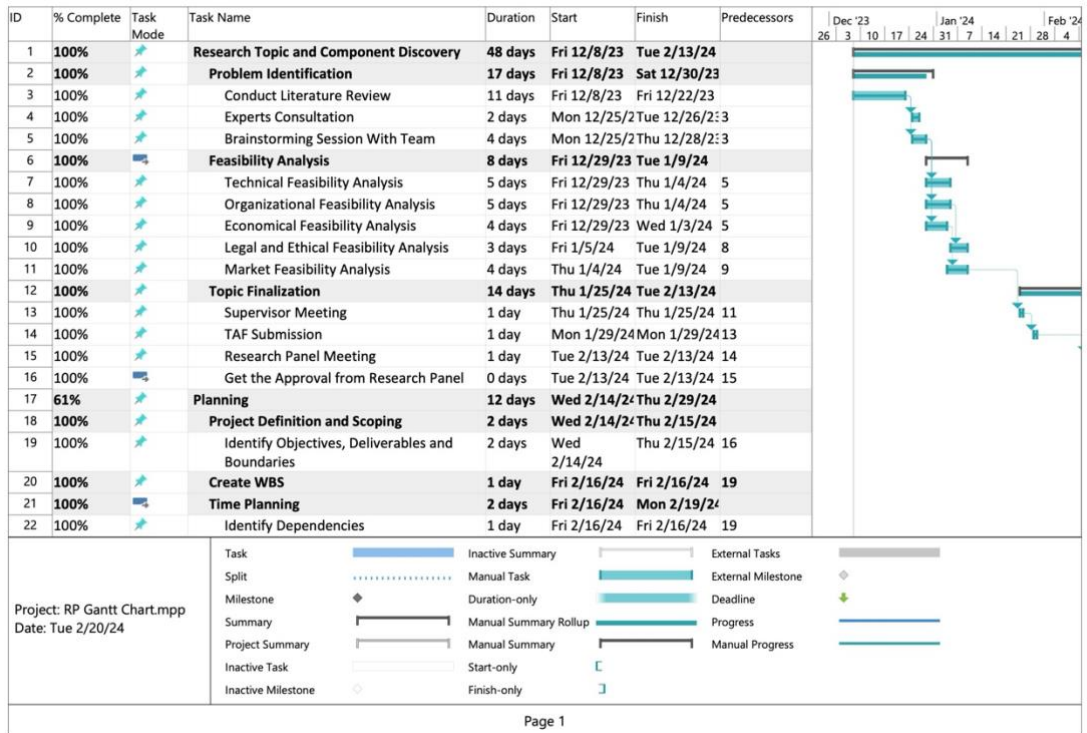 ID % Complete Task Mode Task Name Duration Start Finish Predecessors Dec '23 Jan '24 Feb '24
26 3 10 17 24 31 7 14 21 28 4
1 100% Research Topic and Component Discovery 48 days Fri 12/8/23 Tue 2/13/24
2 100% Problem Identification 17 days Fri 12/8/23 Sat 12/30/23
3 100% Conduct Literature Review 11 days Fri 12/8/23 Fri 12/22/23
4 100% Experts Consultation 2 days Mon 12/25/2 Tue 12/26/23 3
5 100% Brainstorming Session With Team 4 days Mon 12/25/2 Thu 12/28/23 3
6 100% Feasibility Analysis 8 days Fri 12/29/23 Tue 1/9/24
7 100% Technical Feasibility Analysis 5 days Fri 12/29/23 Thu 1/4/24 5
8 100% Organizational Feasibility Analysis 5 days Fri 12/29/23 Thu 1/4/24 5
9 100% Economical Feasibility Analysis 4 days Fri 12/29/23 Wed 1/3/24 5
10 100% Legal and Ethical Feasibility Analysis 3 days Fri 1/5/24 Tue 1/9/24 8
11 100% Market Feasibility Analysis 4 days Thu 1/4/24 Tue 1/9/24 9
12 100% Topic Finalization 14 days Thu 1/25/24 Tue 2/13/24
13 100% Supervisor Meeting 1 day Thu 1/25/24 Thu 1/25/24 11
14 100% TAF Submission 1 day Mon 1/29/24 Mon 1/29/24 13
15 100% Research Panel Meeting 1 day Tue 2/13/24 Tue 2/13/24 14
16 100% Get the Approval from Research Panel 0 days Tue 2/13/24 Tue 2/13/24 15
17 61% Planning 12 days Wed 2/14/24 Thu 2/29/24
18 100% Project Definition and Scoping 2 days Wed 2/14/24 Thu 2/15/24
19 100% Identify Objectives, Deliverables and Boundaries 2 days Wed 2/14/24 Thu 2/15/24 16
20 100% Create WBS 1 day Fri 2/16/24 Fri 2/16/24 19
21 100% Time Planning 2 days Fri 2/16/24 Mon 2/19/24
22 100% Identify Dependencies 1 day Fri 2/16/24 Fri 2/16/24 19
Project: RP Gantt Chart.mpp
Date: Tue 2/20/24
Task Inactive Summary External Tasks
Split Manual Task External Milestone
Milestone Duration-only Deadline
Summary Manual Summary Rollup Progress
Project Summary Manual Summary Manual Progress
Inactive Task Start-only
Inactive Milestone Finish-only
Page 1